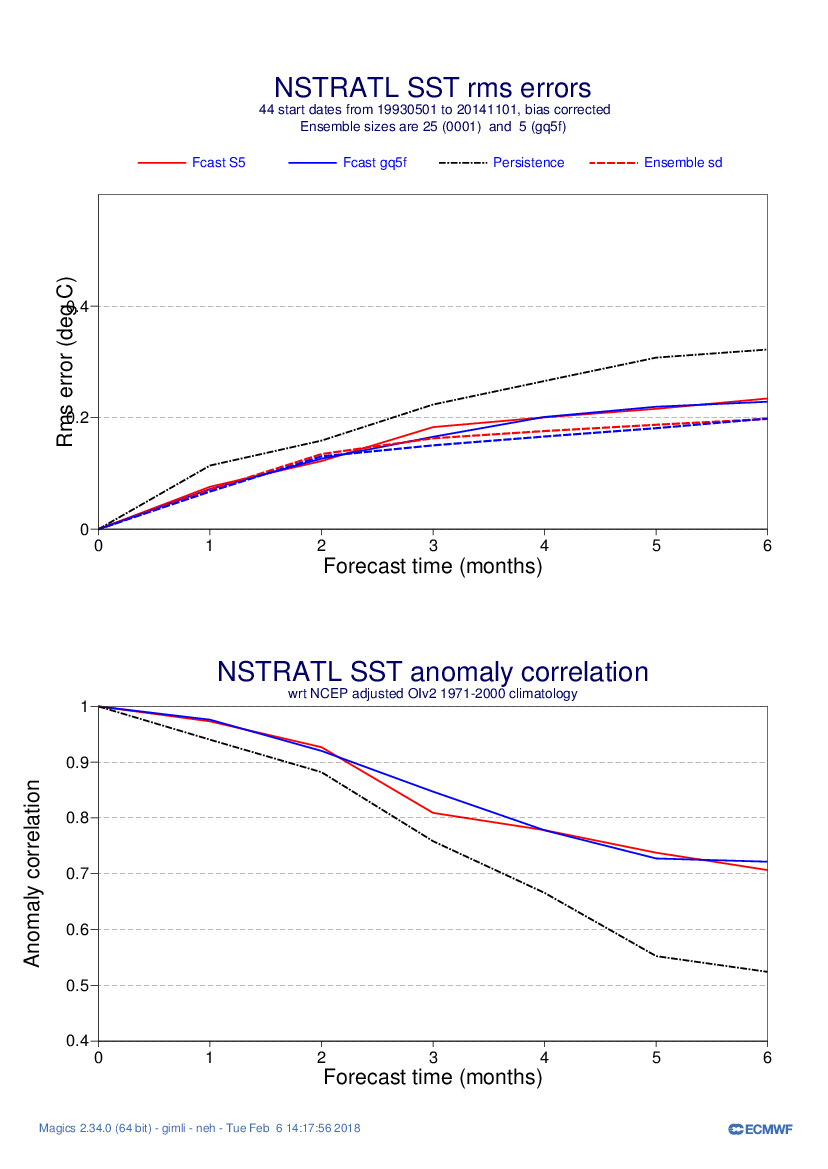 NSTRATL SST rms errors
44 start dates from 19930501 to 20141101, bias corrected
Ensemble sizes are 25 (0001) and 5 (gq5f)
Fcast S5 Fcast gq5f Persistence Ensemble sd
Rms error (deg C)
0.4
0.2
0
0 1 2 3 4 5 6
Forecast time (months)
NSTRATL SST anomaly correlation
wrt NCEP adjusted OIv2 1971-2000 climatology
Anomaly correlation
1
0.9
0.8
0.7
0.6
0.5
0.4
0 1 2 3 4 5 6
Forecast time (months)
Magics 2.34.0 (64 bit) - gimli - neh - Tue Feb 6 14:17:56 2018
ECMWF